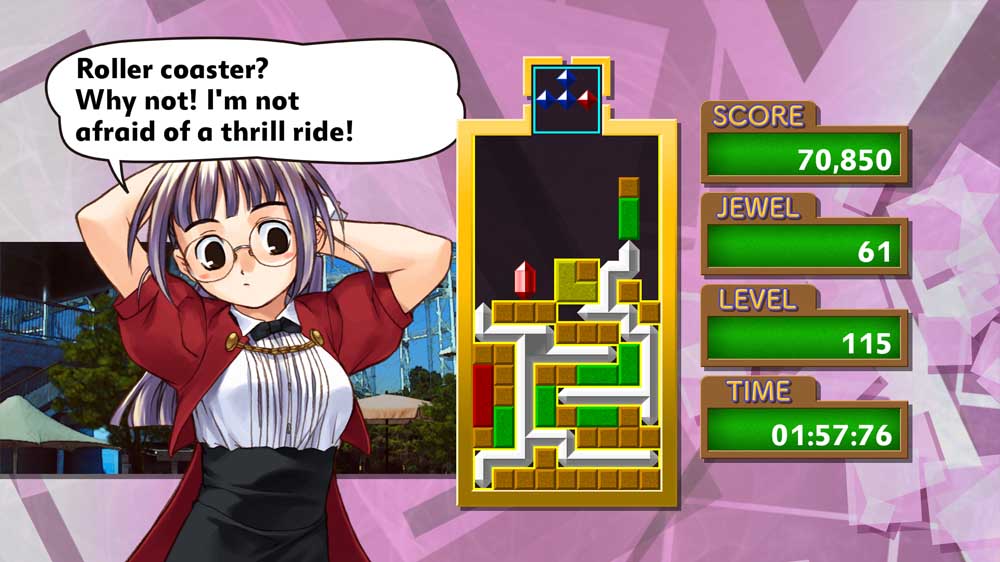 Roller coaster?
Why not! I'm not
afraid of a thrill ride!
SCORE
70,850
JEWEL
61
LEVEL
115
TIME
01:57:76